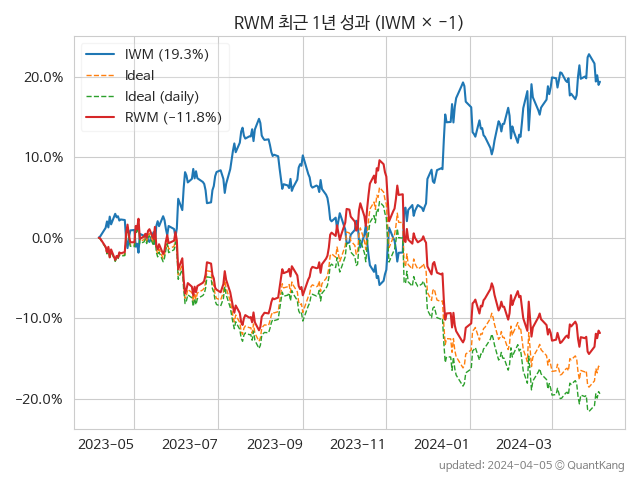 RWM 최근 1년 성과 (IWM × −1)
IWM (19.3%)
Ideal
Ideal (daily)
RWM (−11.8%)
20.0%
10.0%
0.0%
−10.0%
−20.0%
2023-05 2023-07 2023-09 2023-11 2024-01 2024-03
updated: 2024-04-05 © QuantKang